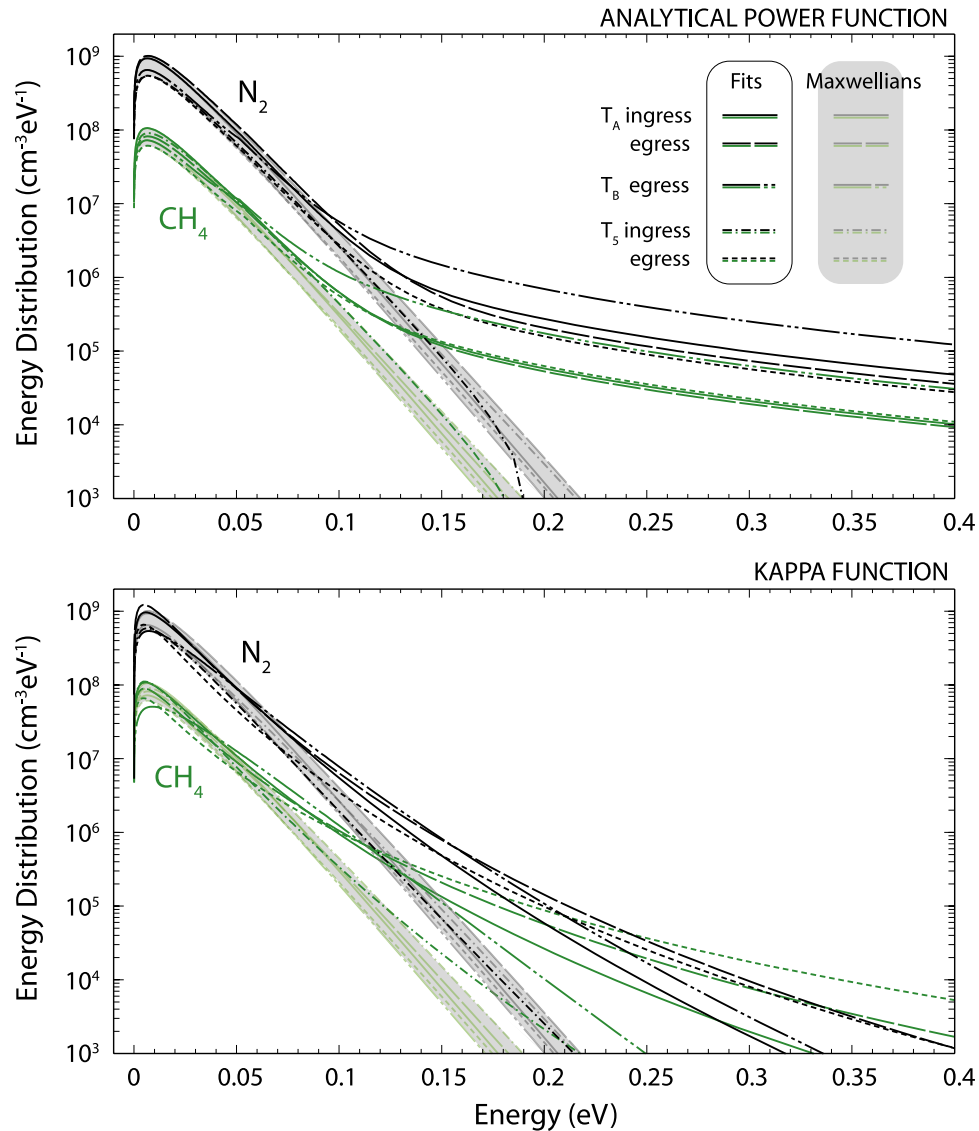 ANALYTICAL POWER FUNCTION
Energy Distribution (cm⁻³eV⁻¹)
10⁹
10⁸
10⁷
10⁶
10⁵
10⁴
10³
N₂
CH₄
Fits Maxwellians
T_A ingress
egress
T_B egress
T₅ ingress
egress
0 0.05 0.1 0.15 0.2 0.25 0.3 0.35 0.4
KAPPA FUNCTION
Energy Distribution (cm⁻³eV⁻¹)
10⁹
10⁸
10⁷
10⁶
10⁵
10⁴
10³
N₂
CH₄
0 0.05 0.1 0.15 0.2 0.25 0.3 0.35 0.4
Energy (eV)